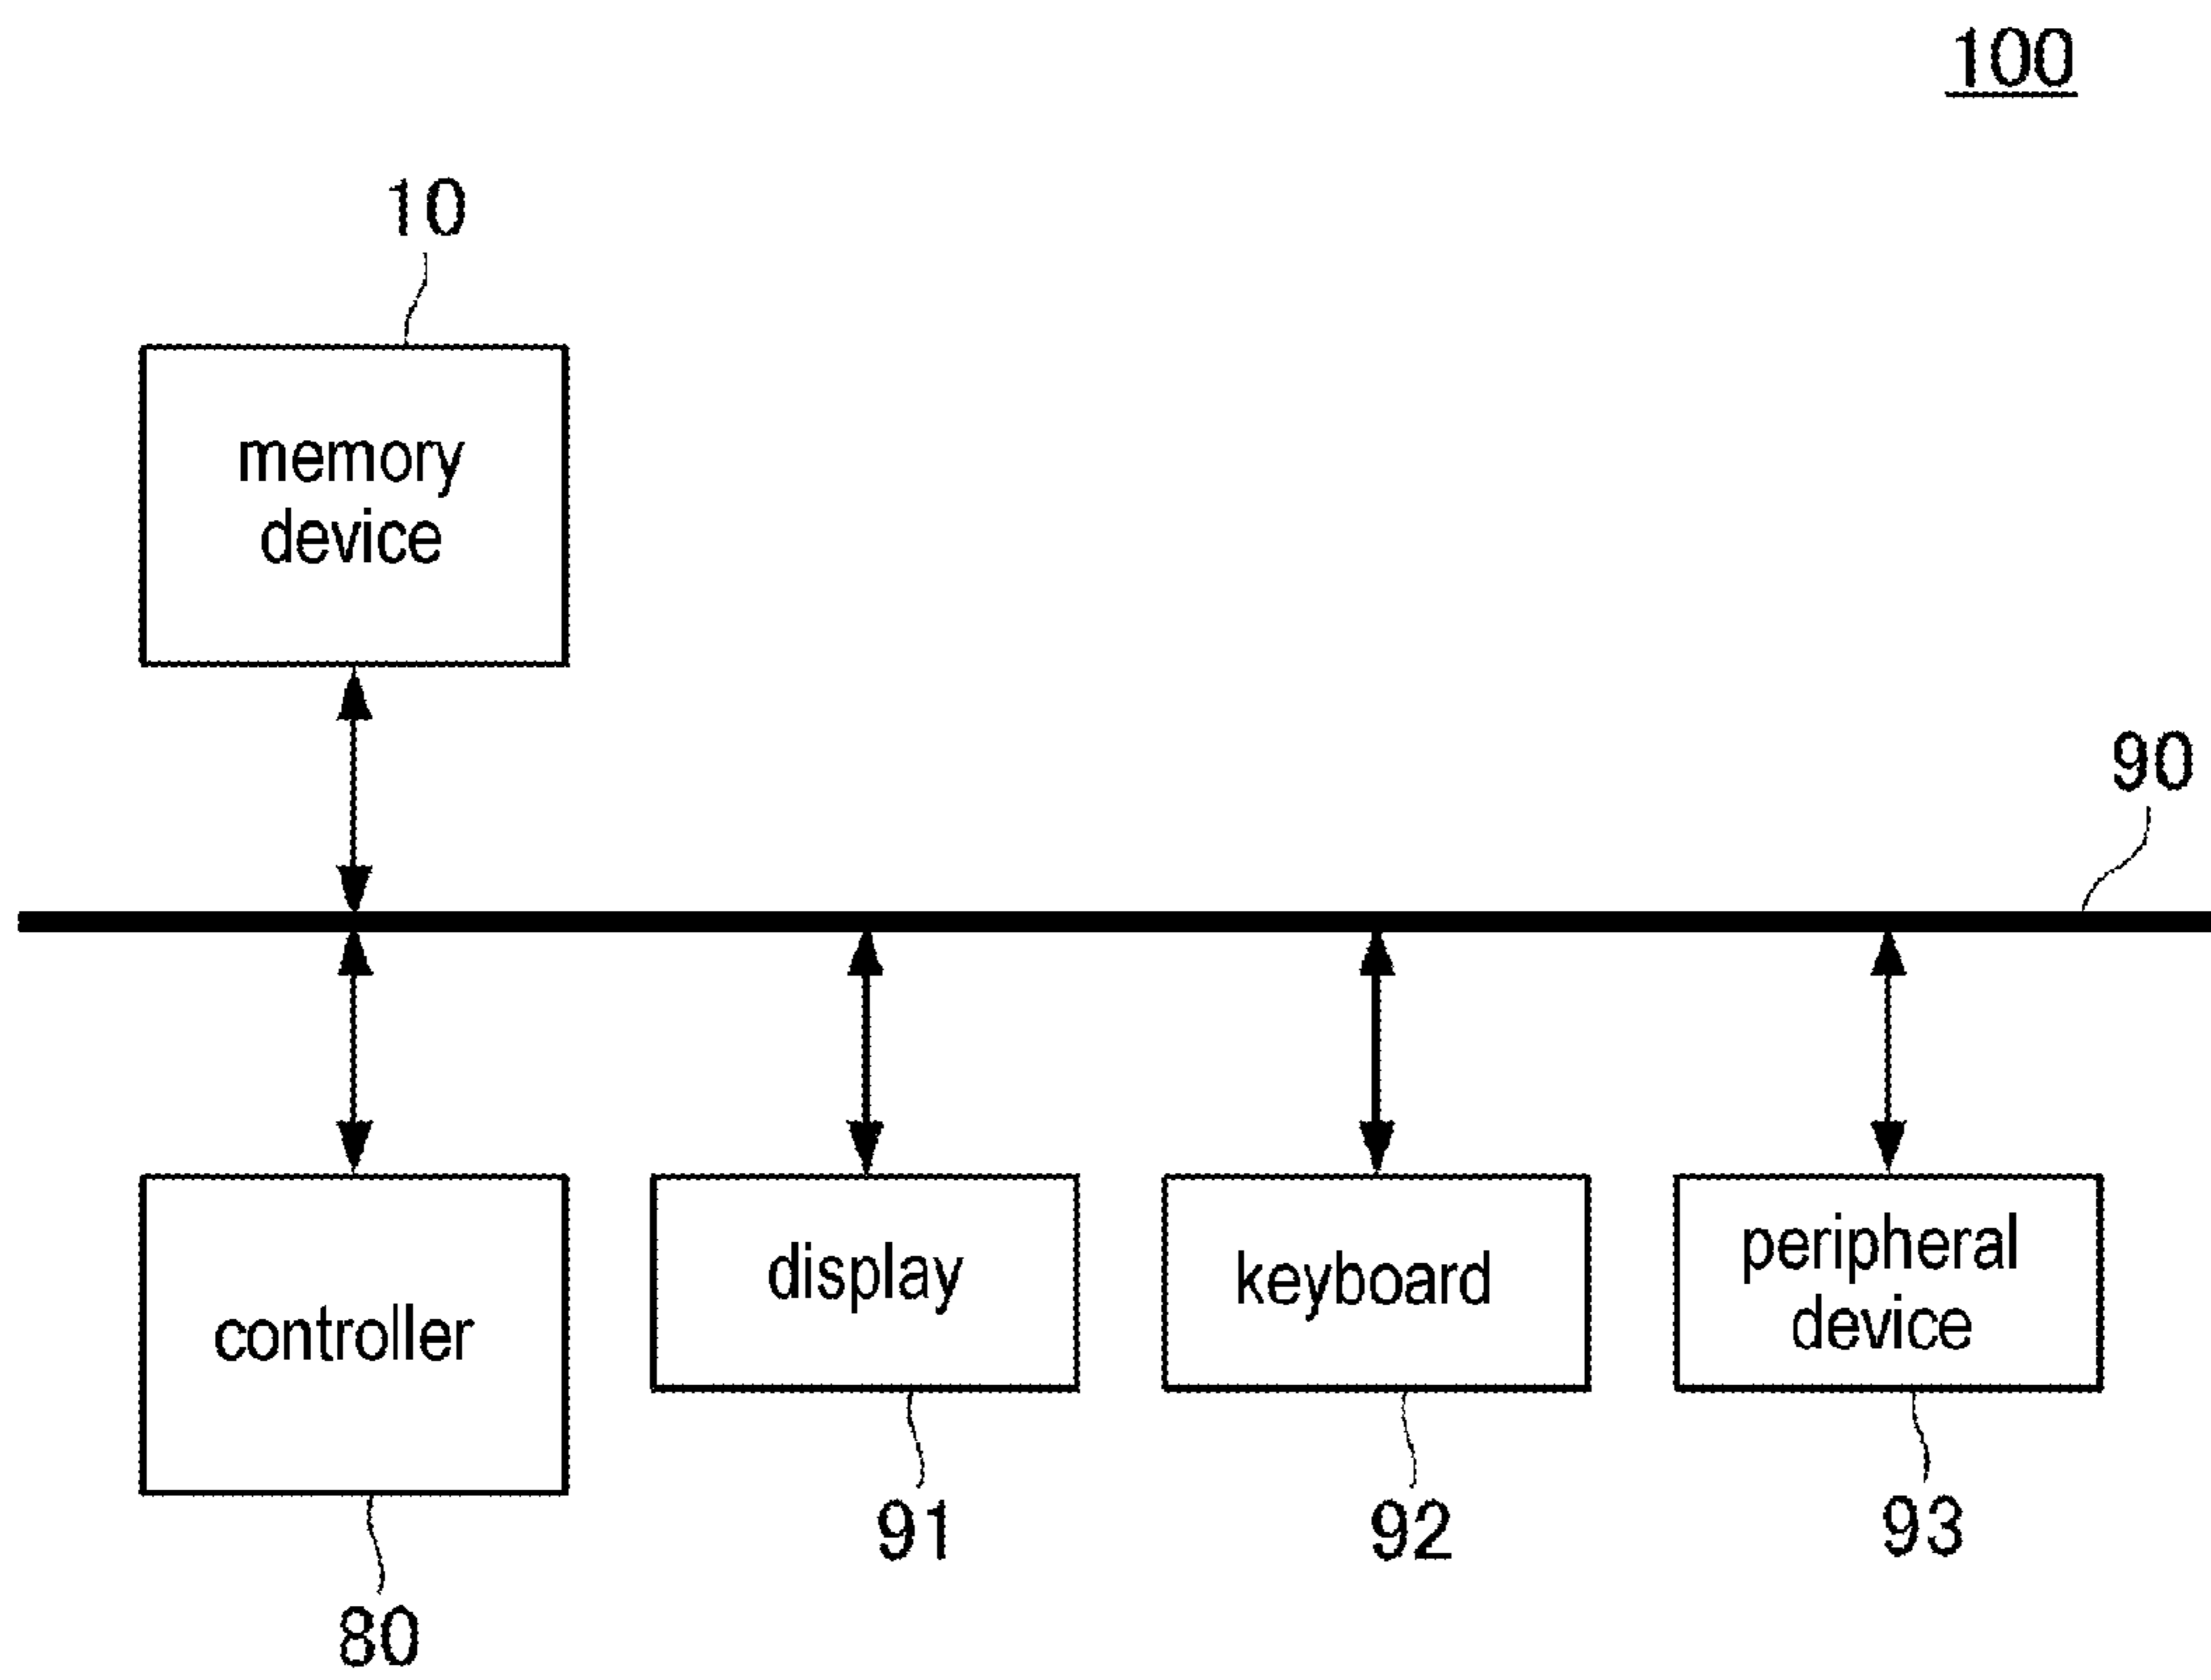 100
10
memory
device
90
controller
display
keyboard
peripheral
device
80
91
92
93